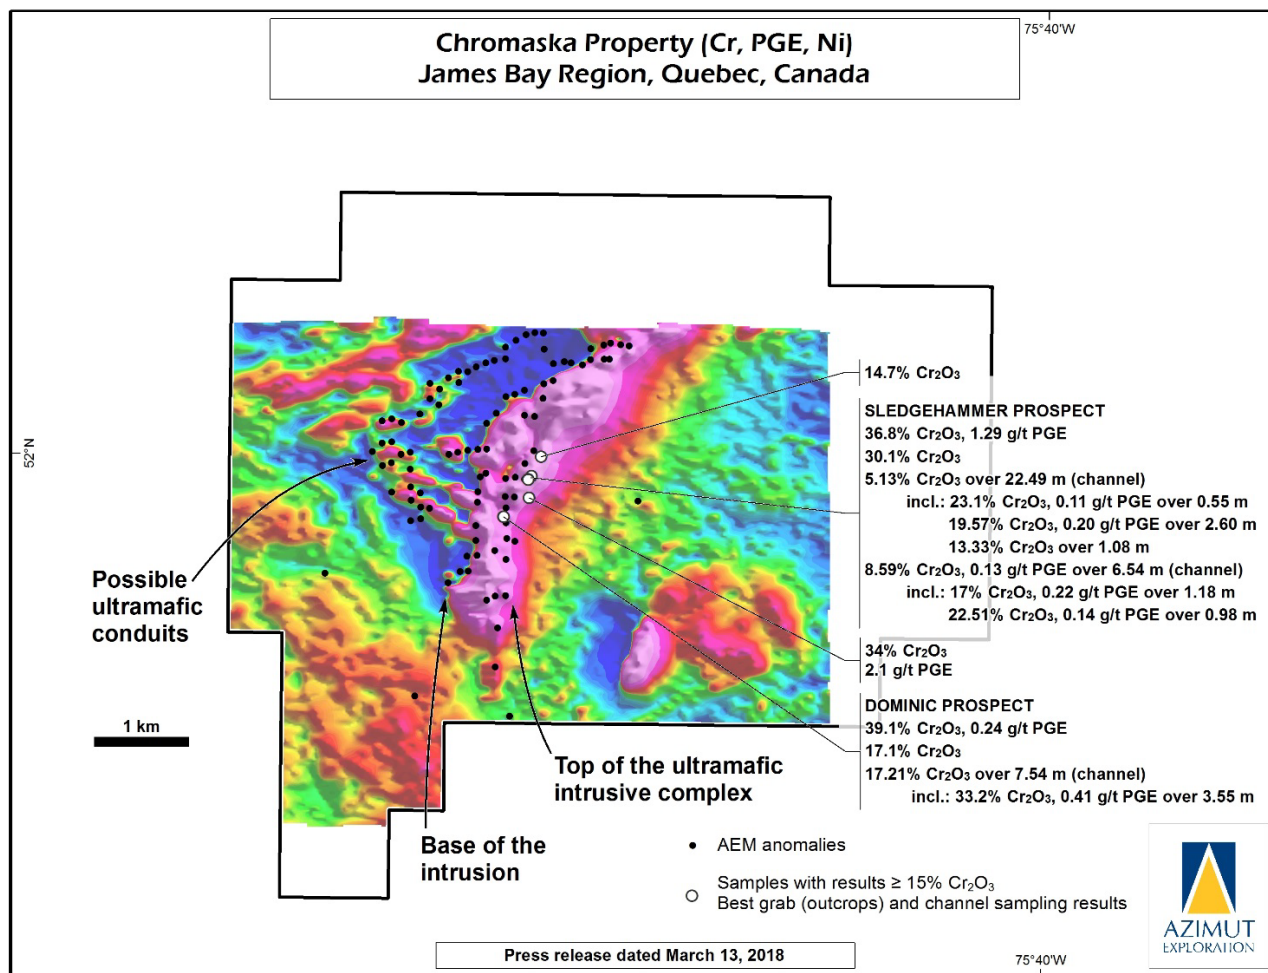 75°40'W
Chromaska Property (Cr, PGE, Ni)
James Bay Region, Quebec, Canada
14.7% Cr₂O₃
SLEDGEHAMMER PROSPECT
36.8% Cr₂O₃, 1.29 g/t PGE
30.1% Cr₂O₃
5.13% Cr₂O₃ over 22.49 m (channel)
incl.: 23.1% Cr₂O₃, 0.11 g/t PGE over 0.55 m
19.57% Cr₂O₃, 0.20 g/t PGE over 2.60 m
13.33% Cr₂O₃ over 1.08 m
8.59% Cr₂O₃, 0.13 g/t PGE over 6.54 m (channel)
incl.: 17% Cr₂O₃, 0.22 g/t PGE over 1.18 m
22.51% Cr₂O₃, 0.14 g/t PGE over 0.98 m
34% Cr₂O₃
2.1 g/t PGE
DOMINIC PROSPECT
39.1% Cr₂O₃, 0.24 g/t PGE
17.1% Cr₂O₃
17.21% Cr₂O₃ over 7.54 m (channel)
incl.: 33.2% Cr₂O₃, 0.41 g/t PGE over 3.55 m
52°N
Possible
ultramafic
conduits
1 km
Top of the ultramafic
intrusive complex
Base of the
intrusion
AEM anomalies
Samples with results ≥ 15% Cr₂O₃
Best grab (outcrops) and channel sampling results
AZIMUT
EXPLORATION
Press release dated March 13, 2018
75°40'W